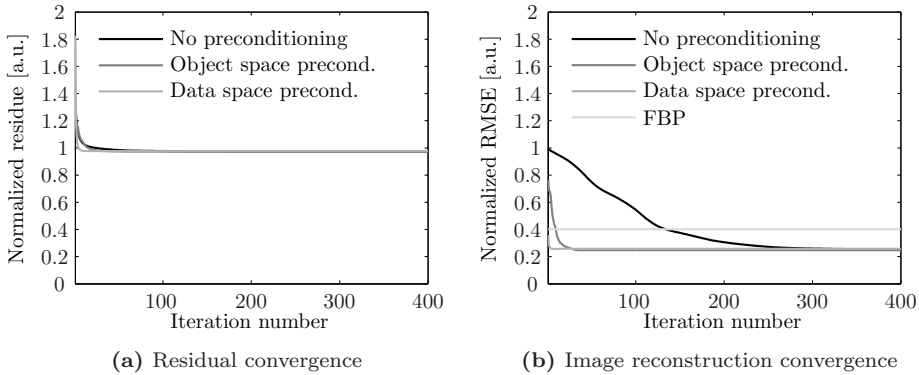 2
1.8
1.6
1.4
1.2
1
0.8
0.6
0.4
0.2
0
100
200
300
400
Normalized residue [a.u.]
Iteration number
No preconditioning
Object space precond.
Data space precond.
(a) Residual convergence
2
1.8
1.6
1.4
1.2
1
0.8
0.6
0.4
0.2
0
100
200
300
400
Normalized RMSE [a.u.]
Iteration number
No preconditioning
Object space precond.
Data space precond.
FBP
(b) Image reconstruction convergence